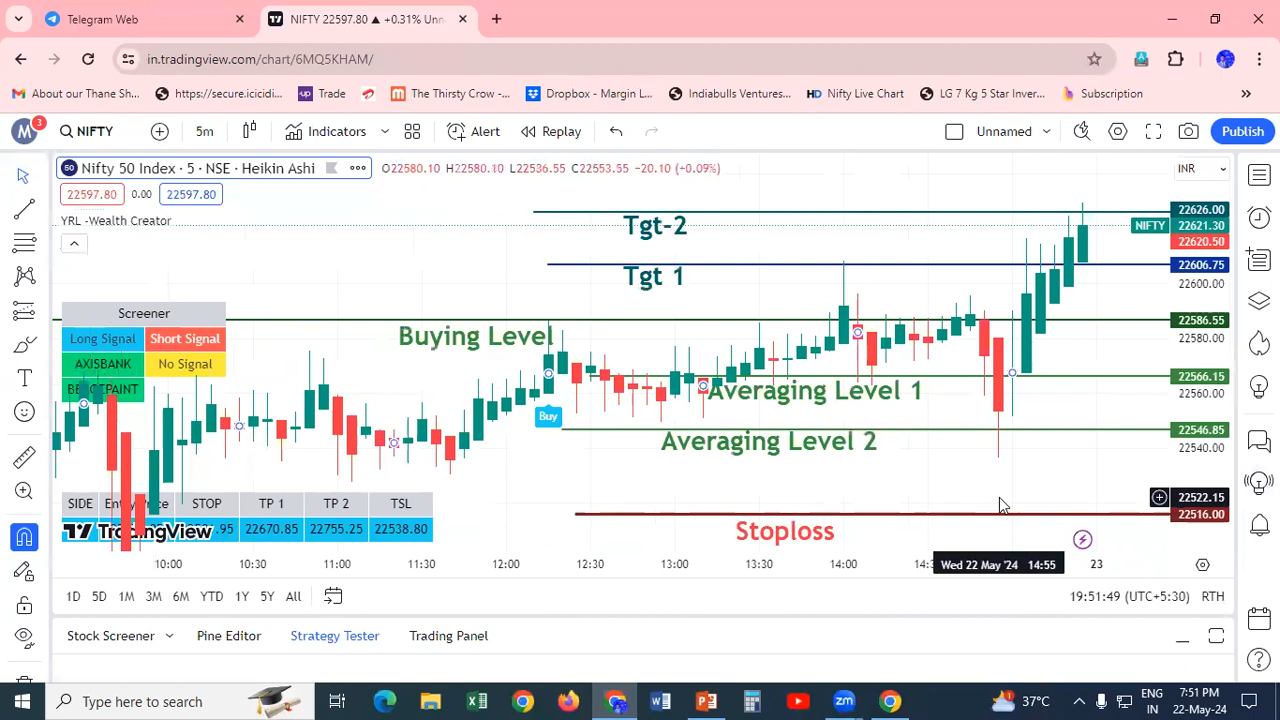 Telegram Web
NIFTY 22597.80 ▲ +0.31% Unn
in.tradingview.com/chart/6MQ5KHAM/
About our Thane Sh...
https://secure.icicidi...
Trade
The Thirsty Crow -...
Dropbox - Margin L...
Indiabulls Ventures...
HD Nifty Live Chart
LG 7 Kg 5 Star Inver...
Subscription
M 3
NIFTY
5m
Indicators
Alert
Replay
Unnamed
Publish
50 Nifty 50 Index · 5 · NSE · Heikin Ashi
O22580.10 H22580.10 L22536.55 C22553.55 −20.10 (+0.09%)
INR
22597.80 0.00 22597.80
YRL -Wealth Creator
22626.00
Tgt-2
NIFTY 22621.30
22620.50
Tgt 1
22606.75
22600.00
Screener
Long Signal Short Signal
AXISBANK No Signal
Buying Level
22586.55
22580.00
22566.15
Averaging Level 1
22560.00
Buy
22546.85
Averaging Level 2
22540.00
SIDE STOP TP 1 TP 2 TSL
TradingView .95 22670.85 22755.25 22538.80
22522.15
22516.00
Stoploss
10:00 10:30 11:00 11:30 12:00 12:30 13:00 13:30 14:00 Wed 22 May '24 14:55 23
1D 5D 1M 3M 6M YTD 1Y 5Y All
19:51:49 (UTC+5:30) RTH
Stock Screener
Pine Editor
Strategy Tester
Trading Panel
Type here to search
37°C
ENG
IN
7:51 PM
22-May-24